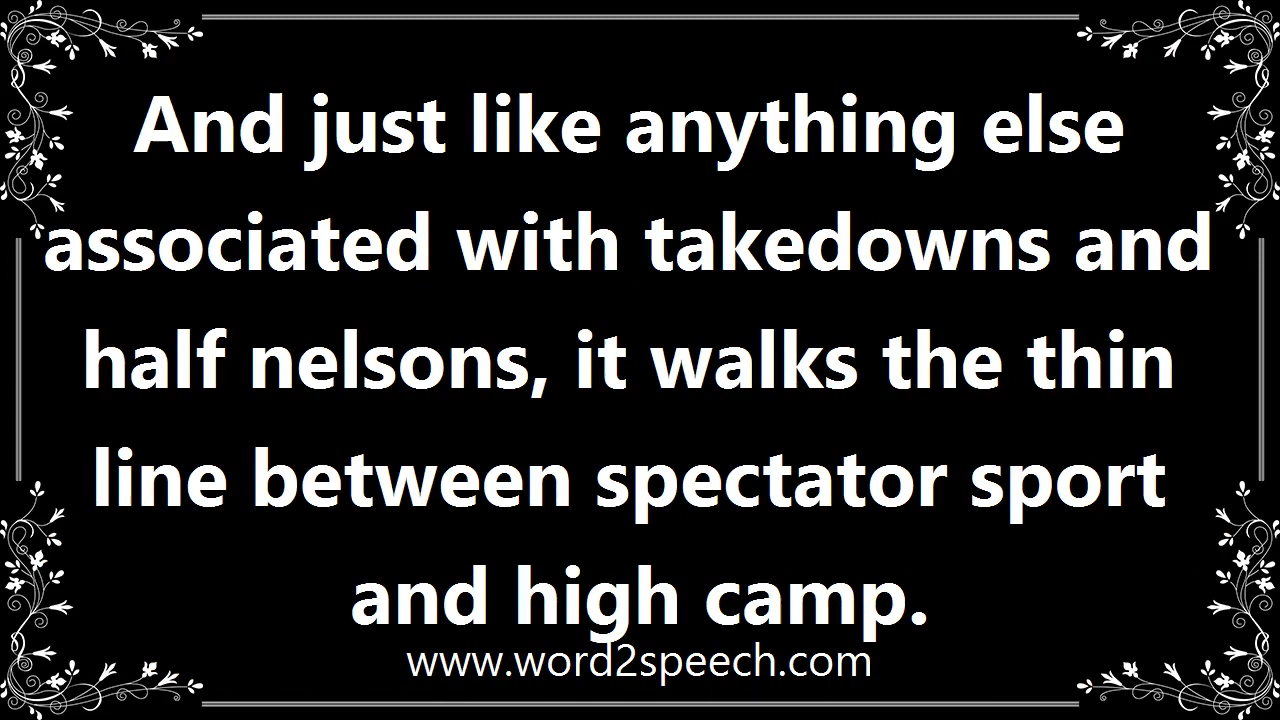 And just like anything else
associated with takedowns and
half nelsons, it walks the thin
line between spectator sport
and high camp.
www.word2speech.com